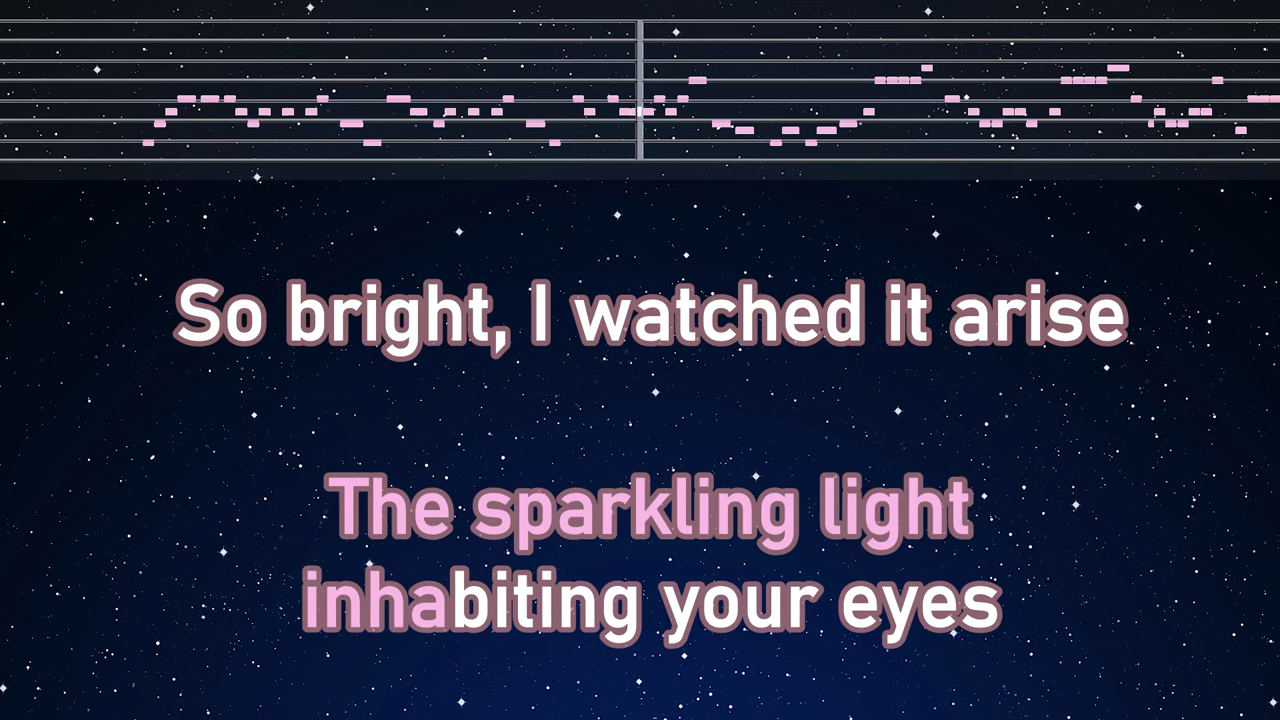 So bright, I watched it arise
The sparkling light
inhabiting your eyes